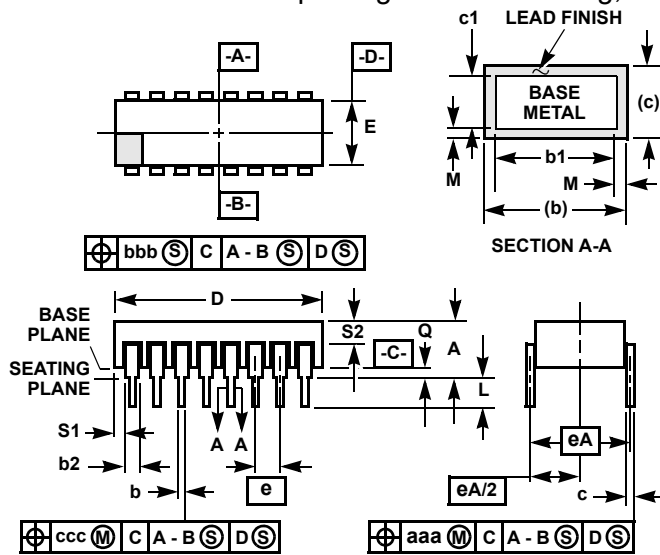 c1
LEAD FINISH
-A-
-D-
E
BASE
METAL
(c)
M
b1
M
(b)
-B-
SECTION A-A
⌖ bbb Ⓢ C A - B Ⓢ D Ⓢ
D
BASE
PLANE
SEATING
PLANE
S2
Q
-C-
A
L
S1
b2
A A
b
e
eA
eA/2
c
⌖ ccc Ⓜ C A - B Ⓢ D Ⓢ
⌖ aaa Ⓜ C A - B Ⓢ D Ⓢ